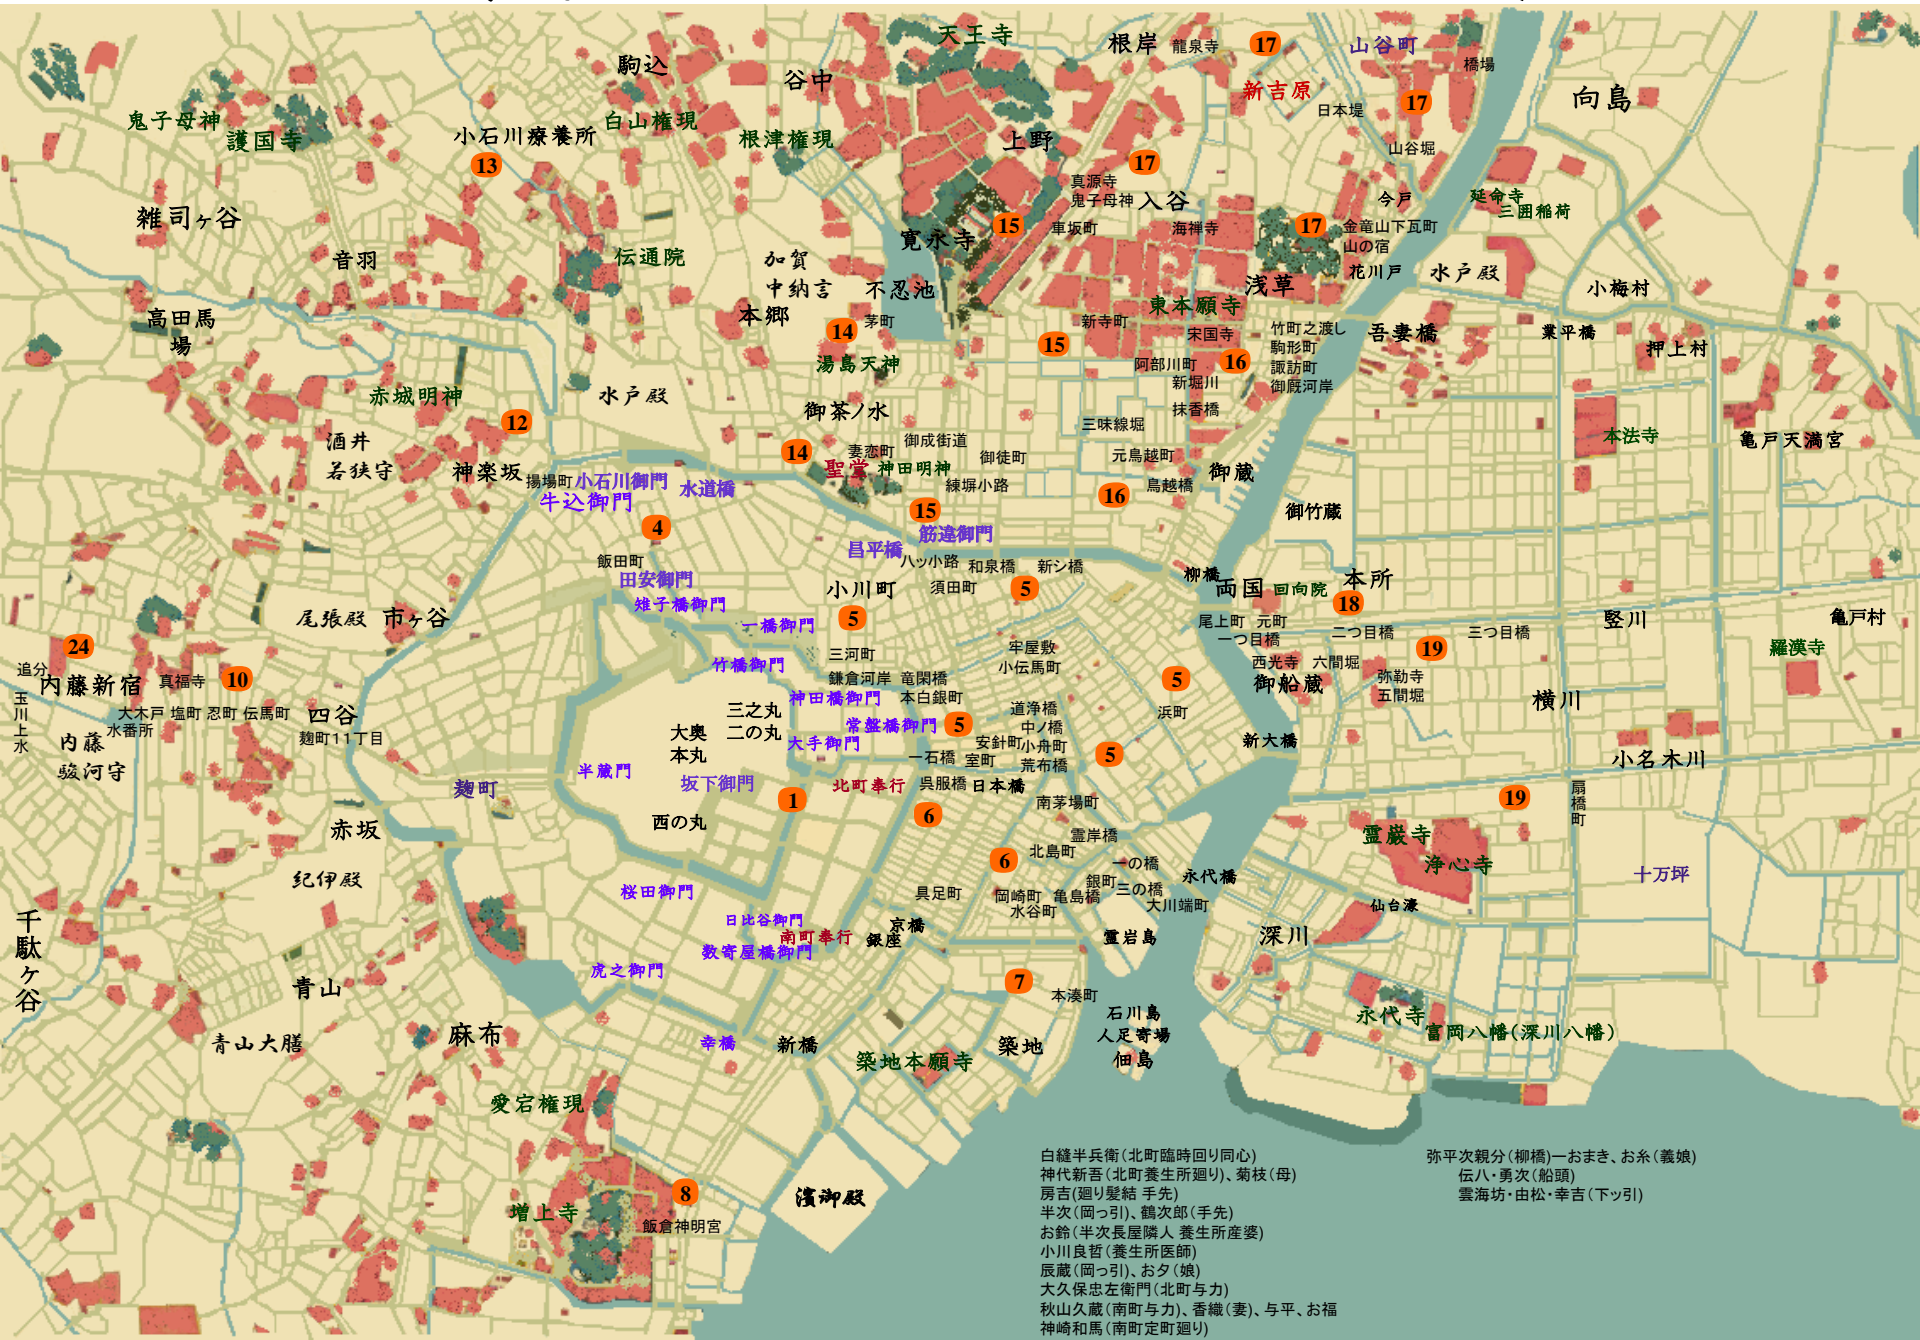 天王寺
根岸
龍泉寺
17
山谷町
橋場
駒込
谷中
新吉原
17
日本堤
向島
鬼子母神
護国寺
小石川療養所
13
白山権現
根津権現
上野
17
山谷堀
真源寺
鬼子母神
入谷
今戸
延命寺
三囲稲荷
雑司ヶ谷
寛永寺
15
車坂町
海禅寺
17
金竜山下瓦町
山の宿
花川戸
水戸殿
音羽
伝通院
加賀
中納言
不忍池
浅草
小梅村
高田馬
場
本郷
14
茅町
湯島天神
15
新寺町
東本願寺
宋国寺
16
阿部川町
新堀川
抹香橋
竹町之渡し
駒形町
諏訪町
御厩河岸
吾妻橋
業平橋
押上村
赤城明神
12
水戸殿
御茶ノ水
酒井
若狭守
神楽坂
14
妻恋町
御成街道
聖堂
神田明神
御徒町
練塀小路
三味線堀
元鳥越町
鳥越橋
16
御蔵
本法寺
亀戸天満宮
揚場町
小石川御門
牛込御門
水道橋
4
15
筋違御門
昌平橋
御竹蔵
飯田町
田安御門
雉子橋御門
一橋御門
竹橋御門
八ッ小路
和泉橋
新シ橋
小川町
5
須田町
5
柳橋
両国
回向院
本所
18
尾上町
元町
一つ目橋
二つ目橋
19
三つ目橋
竪川
亀戸村
羅漢寺
尾張殿
市ヶ谷
24
追分
内藤新宿
真福寺
10
玉川上水
大木戸
塩町
忍町
伝馬町
水番所
四谷
麹町11丁目
内藤
駿河守
三河町
鎌倉河岸
竜閑橋
神田橋御門
本白銀町
牢屋敷
小伝馬町
5
浜町
西光寺
六間堀
御船蔵
弥勒寺
五間堀
横川
三之丸
二の丸
大奥
本丸
常盤橋御門
大手御門
5
道浄橋
中ノ橋
安針町
小舟町
一石橋
室町
荒布橋
5
新大橋
小名木川
半蔵門
坂下御門
麹町
1
北町奉行
呉服橋
日本橋
6
南茅場町
19
扇橋町
西の丸
赤坂
霊岸橋
6
北島町
一の橋
永代橋
霊巌寺
浄心寺
十万坪
紀伊殿
桜田御門
日比谷御門
南町奉行
数寄屋橋御門
虎之御門
具足町
岡崎町
亀島橋
銀町
三の橋
水谷町
大川端町
京橋
銀座
霊岩島
仙台濠
深川
千駄ヶ谷
青山
7
本湊町
石川島
人足寄場
佃島
永代寺
富岡八幡(深川八幡)
青山大膳
麻布
幸橋
新橋
築地本願寺
築地
愛宕権現
増上寺
8
飯倉神明宮
濱御殿
白縫半兵衛(北町臨時回り同心)
神代新吾(北町養生所廻り)、菊枝(母)
房吉(廻り髪結 手先)
半次(岡っ引)、鶴次郎(手先)
お鈴(半次長屋隣人 養生所産婆)
小川良哲(養生所医師)
辰蔵(岡っ引)、お夕(娘)
大久保忠左衛門(北町与力)
秋山久蔵(南町与力)、香織(妻)、与平、お福
神崎和馬(南町定町廻り)
弥平次親分(柳橋)ーおまき、お糸(義娘)
伝八・勇次(船頭)
雲海坊・由松・幸吉(下ッ引)